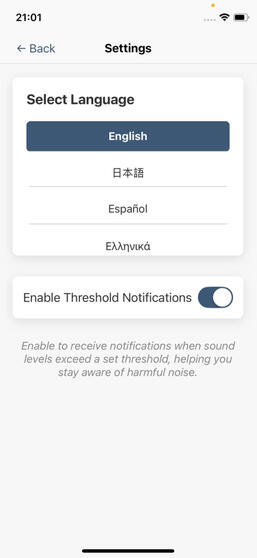 21:01
← Back
Settings
Select Language
English
日本語
Español
Ελληνικά
Enable Threshold Notifications
Enable to receive notifications when sound
levels exceed a set threshold, helping you
stay aware of harmful noise.